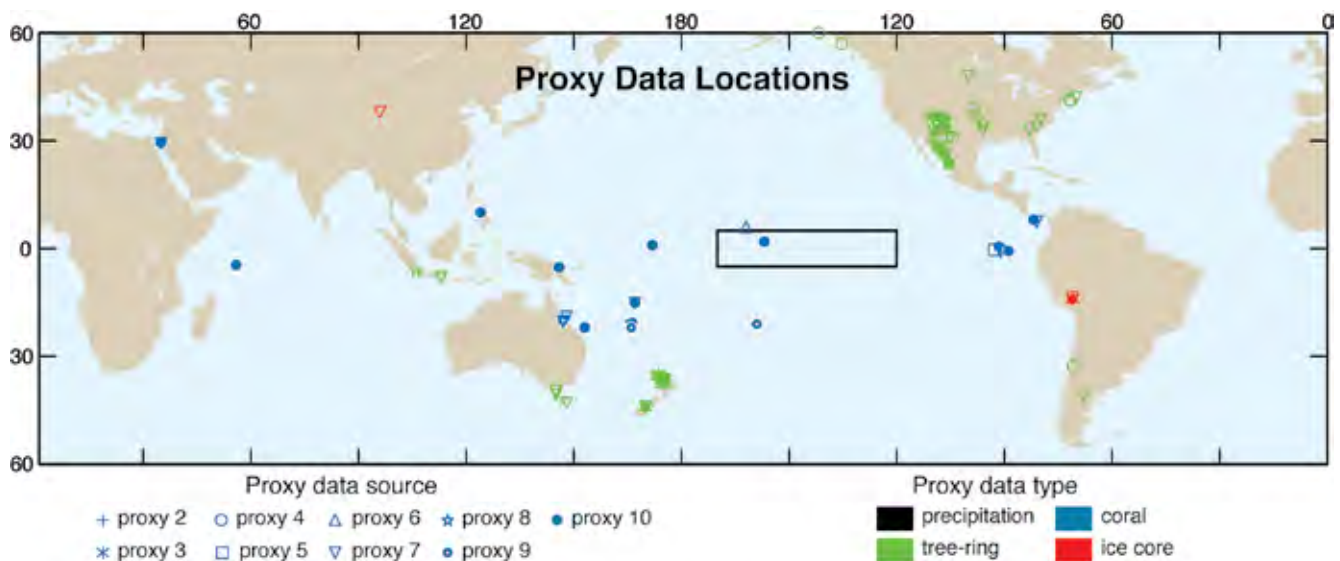 60 120 180 120 60 0
60
Proxy Data Locations
30
0
30
60
Proxy data source
Proxy data type
proxy 2 proxy 4 proxy 6 proxy 8 proxy 10
precipitation coral
proxy 3 proxy 5 proxy 7 proxy 9
tree-ring ice core